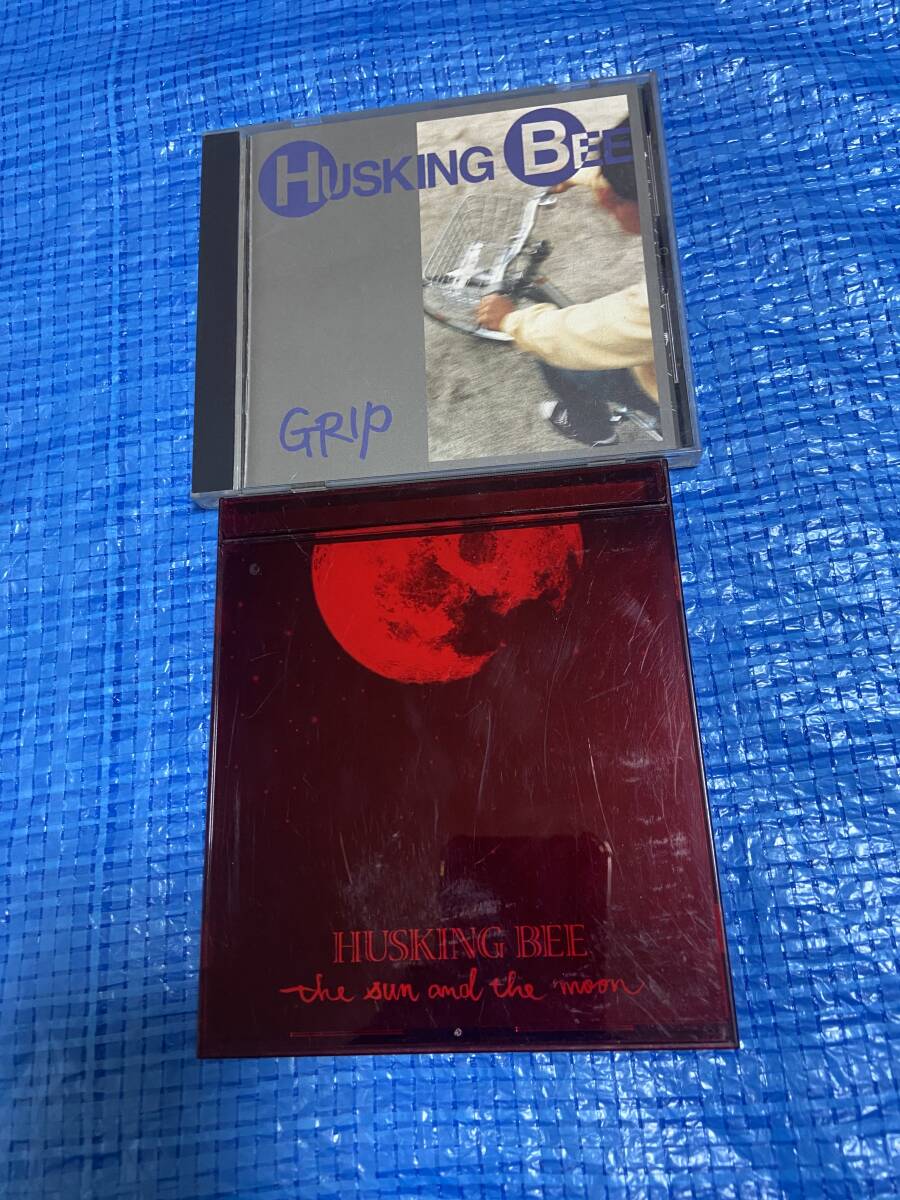 HUSKING BEE
GRIP
HUSKING BEE
the sun and the moon